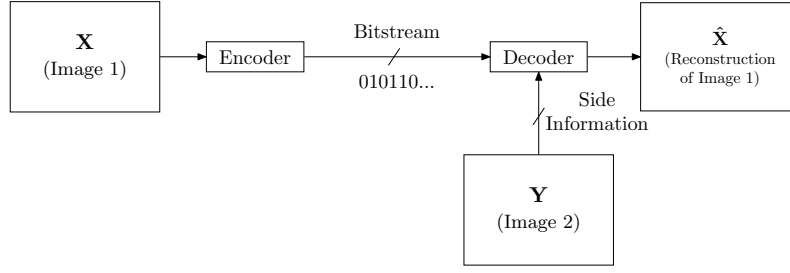 X
(Image 1)
Encoder
Bitstream
010110...
Decoder
X̂
(Reconstruction
of Image 1)
Side
Information
Y
(Image 2)